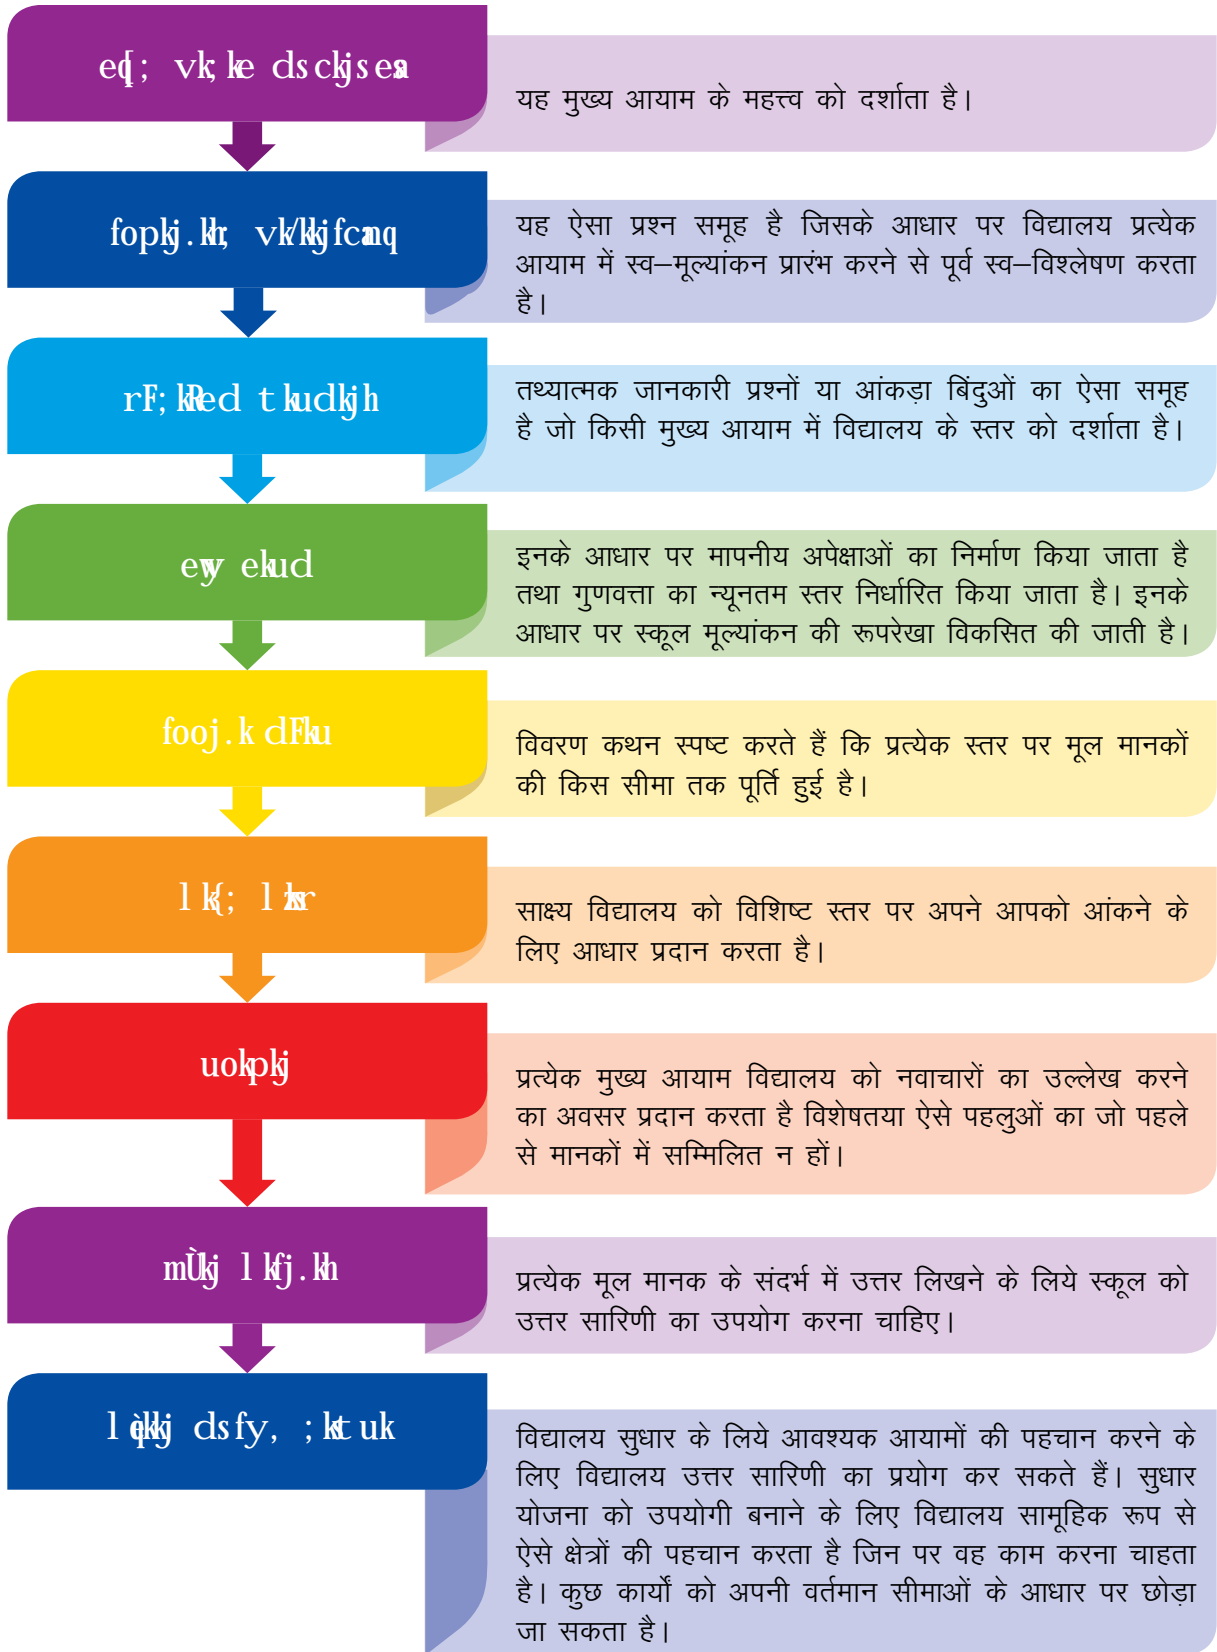 eq[; vk;ke ds ckjs esa
यह मुख्य आयाम के महत्त्व को दर्शाता है।
fopkj.kh; vk/kkj fcanq
यह ऐसा प्रश्न समूह है जिसके आधार पर विद्यालय प्रत्येक
आयाम में स्व–मूल्यांकन प्रारंभ करने से पूर्व स्व–विश्लेषण करता
है।
rF;kRed tkudkjh
तथ्यात्मक जानकारी प्रश्नों या आंकड़ा बिंदुओं का ऐसा समूह
है जो किसी मुख्य आयाम में विद्यालय के स्तर को दर्शाता है।
ewy ekud
इनके आधार पर मापनीय अपेक्षाओं का निर्माण किया जाता है
तथा गुणवत्ता का न्यूनतम स्तर निर्धारित किया जाता है। इनके
आधार पर स्कूल मूल्यांकन की रूपरेखा विकसित की जाती है।
fooj.k dFku
विवरण कथन स्पष्ट करते हैं कि प्रत्येक स्तर पर मूल मानकों
की किस सीमा तक पूर्ति हुई है।
lk{; lzksr
साक्ष्य विद्यालय को विशिष्ट स्तर पर अपने आपको आंकने के
लिए आधार प्रदान करता है।
uokpkj
प्रत्येक मुख्य आयाम विद्यालय को नवाचारों का उल्लेख करने
का अवसर प्रदान करता है विशेषतया ऐसे पहलुओं का जो पहले
से मानकों में सम्मिलित न हों।
mÙkj lkfj.kh
प्रत्येक मूल मानक के संदर्भ में उत्तर लिखने के लिये स्कूल को
उत्तर सारिणी का उपयोग करना चाहिए।
lq/kkj ds fy, ;kstuk
विद्यालय सुधार के लिये आवश्यक आयामों की पहचान करने के
लिए विद्यालय उत्तर सारिणी का प्रयोग कर सकते हैं। सुधार
योजना को उपयोगी बनाने के लिए विद्यालय सामूहिक रूप से
ऐसे क्षेत्रों की पहचान करता है जिन पर वह काम करना चाहता
है। कुछ कार्यों को अपनी वर्तमान सीमाओं के आधार पर छोड़ा
जा सकता है।